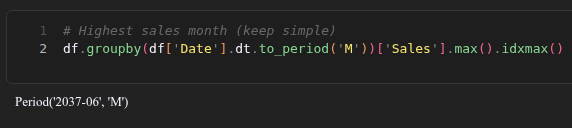 1 # Highest sales month (keep simple)
2 df.groupby(df['Date'].dt.to_period('M'))['Sales'].max().idxmax()
Period('2037-06', 'M')